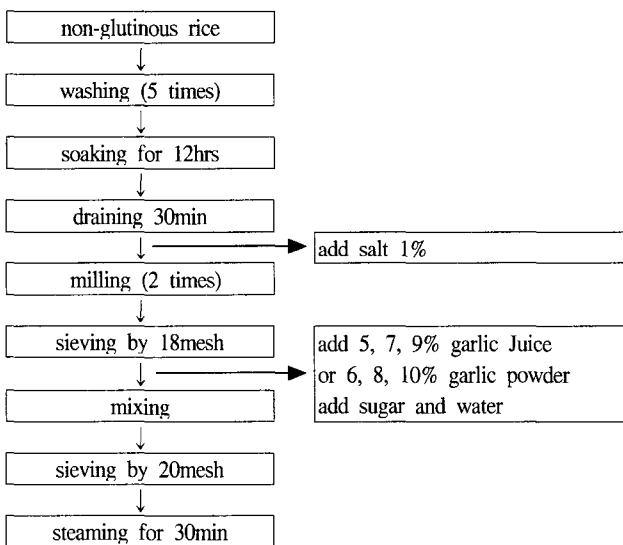 non-glutinous rice
washing (5 times)
soaking for 12hrs
draining 30min
add salt 1%
milling (2 times)
sieving by 18mesh
add 5, 7, 9% garlic Juice
or 6, 8, 10% garlic powder
add sugar and water
mixing
sieving by 20mesh
steaming for 30min